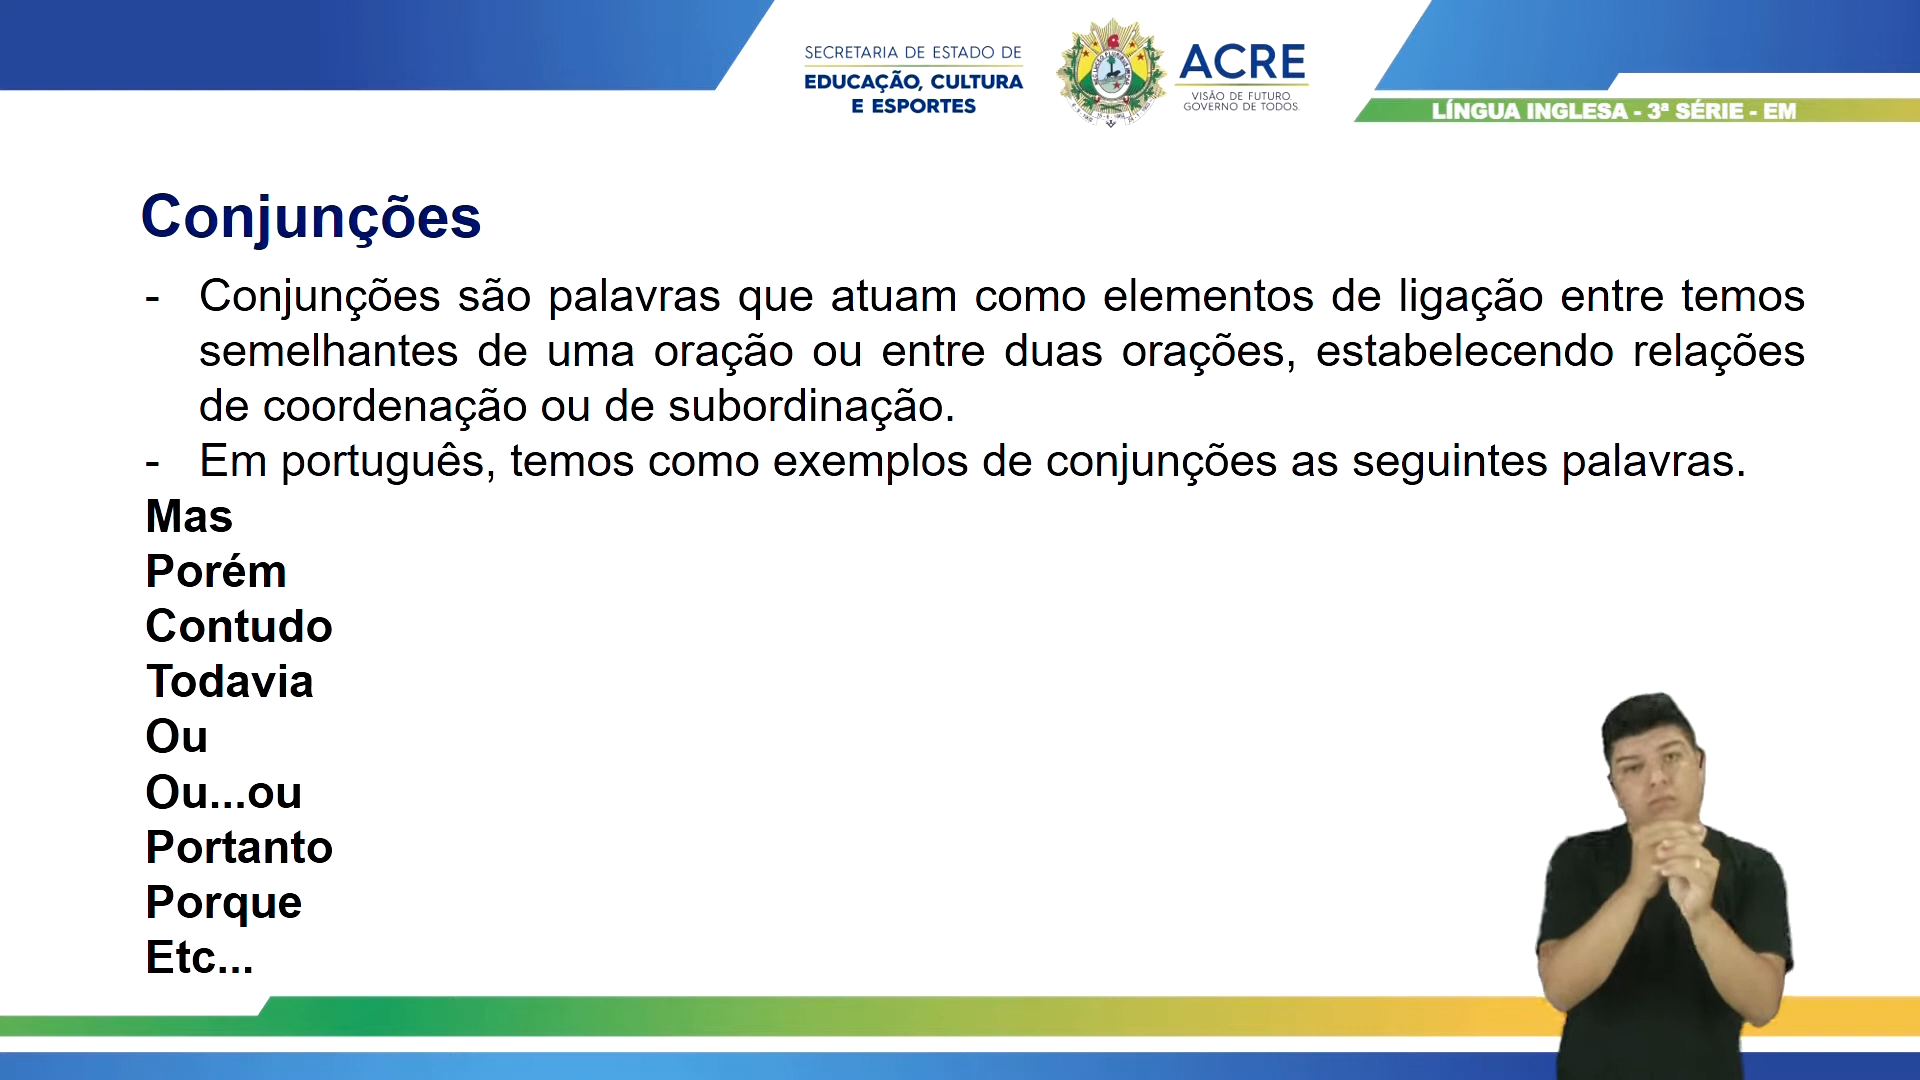 SECRETARIA DE ESTADO DE
EDUCAÇÃO, CULTURA
E ESPORTES
ACRE
VISÃO DE FUTURO.
GOVERNO DE TODOS.
LÍNGUA INGLESA - 3ª SÉRIE - EM
Conjunções
- Conjunções são palavras que atuam como elementos de ligação entre temos
semelhantes de uma oração ou entre duas orações, estabelecendo relações
de coordenação ou de subordinação.
- Em português, temos como exemplos de conjunções as seguintes palavras.
Mas
Porém
Contudo
Todavia
Ou
Ou...ou
Portanto
Porque
Etc...